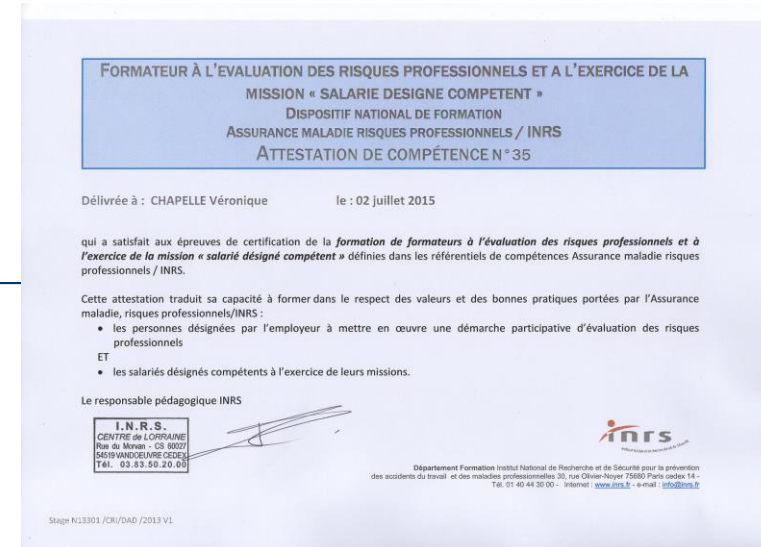 FORMATEUR À L'EVALUATION DES RISQUES PROFESSIONNELS ET A L'EXERCICE DE LA
MISSION « SALARIE DESIGNE COMPETENT »
DISPOSITIF NATIONAL DE FORMATION
ASSURANCE MALADIE RISQUES PROFESSIONNELS / INRS
ATTESTATION DE COMPÉTENCE N°35
Délivrée à : CHAPELLE Véronique le : 02 juillet 2015
qui a satisfait aux épreuves de certification de la formation de formateurs à l'évaluation des risques professionnels et à
l'exercice de la mission « salarié désigné compétent » définies dans les référentiels de compétences Assurance maladie risques
professionnels / INRS.
Cette attestation traduit sa capacité à former dans le respect des valeurs et des bonnes pratiques portées par l'Assurance
maladie, risques professionnels/INRS :
• les personnes désignées par l'employeur à mettre en œuvre une démarche participative d'évaluation des risques
professionnels
ET
• les salariés désignés compétents à l'exercice de leurs missions.
Le responsable pédagogique INRS
I.N.R.S.
CENTRE de LORRAINE
Rue du Morvan - CS 60027
54519 VANDOEUVRE CEDEX
Tél. 03.83.50.20.00
inrs
Département Formation Institut National de Recherche et de Sécurité pour la prévention
des accidents du travail et des maladies professionnelles 30, rue Olivier-Noyer 75680 Paris cedex 14 -
Tél. 01 40 44 30 00 - Internet : www.inrs.fr - e-mail : info@inrs.fr
Stage N13301 /CRI/DAD /2013 V1